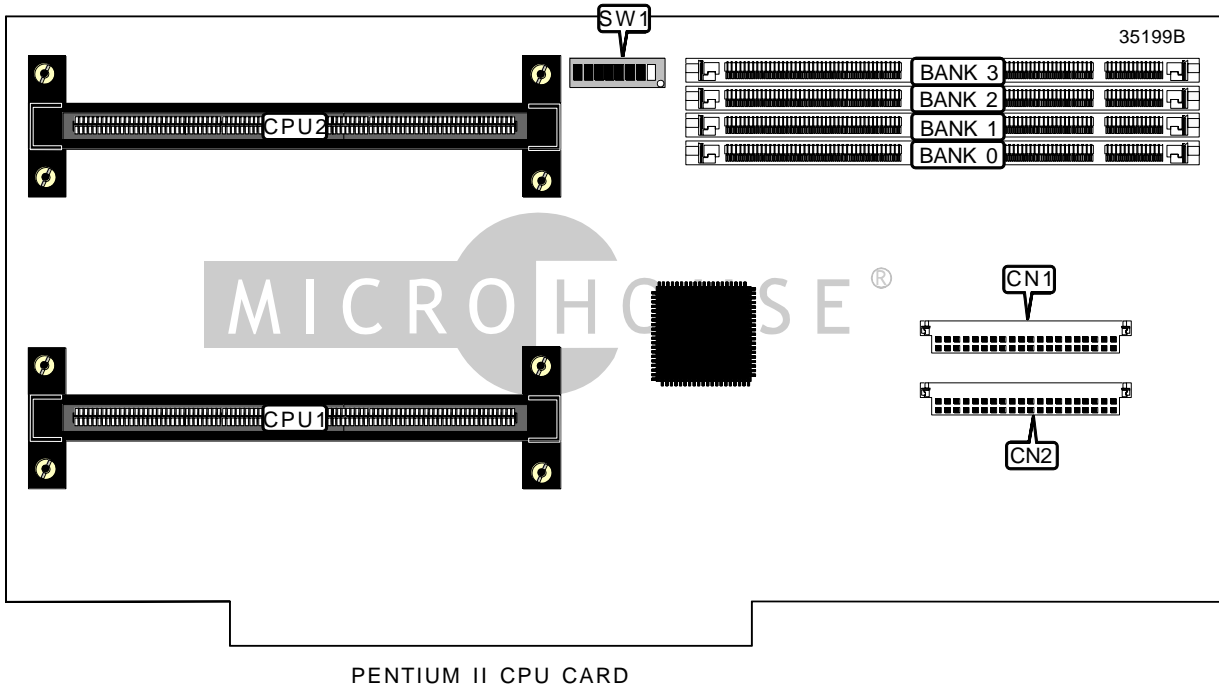 SW1
35199B
BANK 3
BANK 2
CPU2
BANK 1
BANK 0
MICROHOUSE®
CN1
CPU1
CN2
PENTIUM II CPU CARD